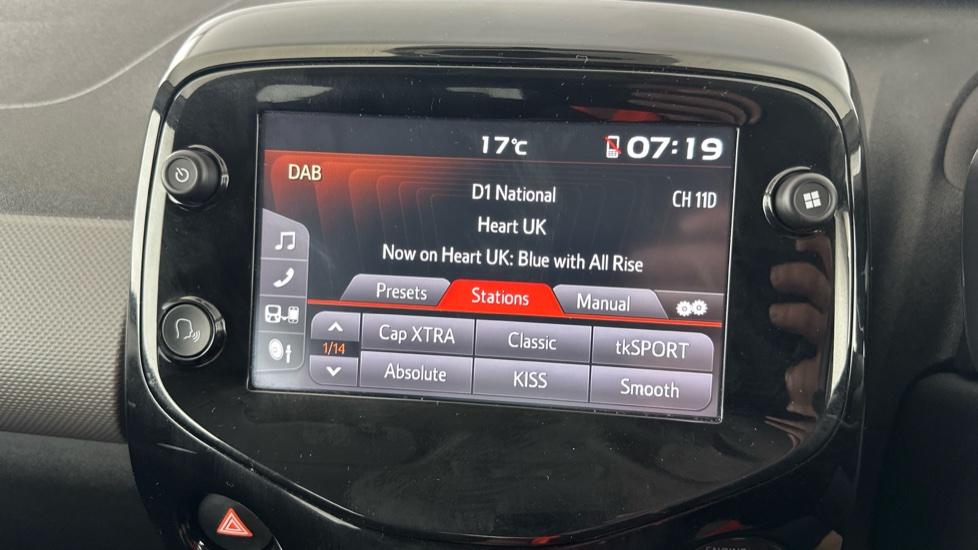 17°C 07:19
DAB
D1 National CH 11D
Heart UK
Now on Heart UK: Blue with All Rise
Presets Stations Manual
1/14
Cap XTRA Classic tkSPORT
Absolute KISS Smooth